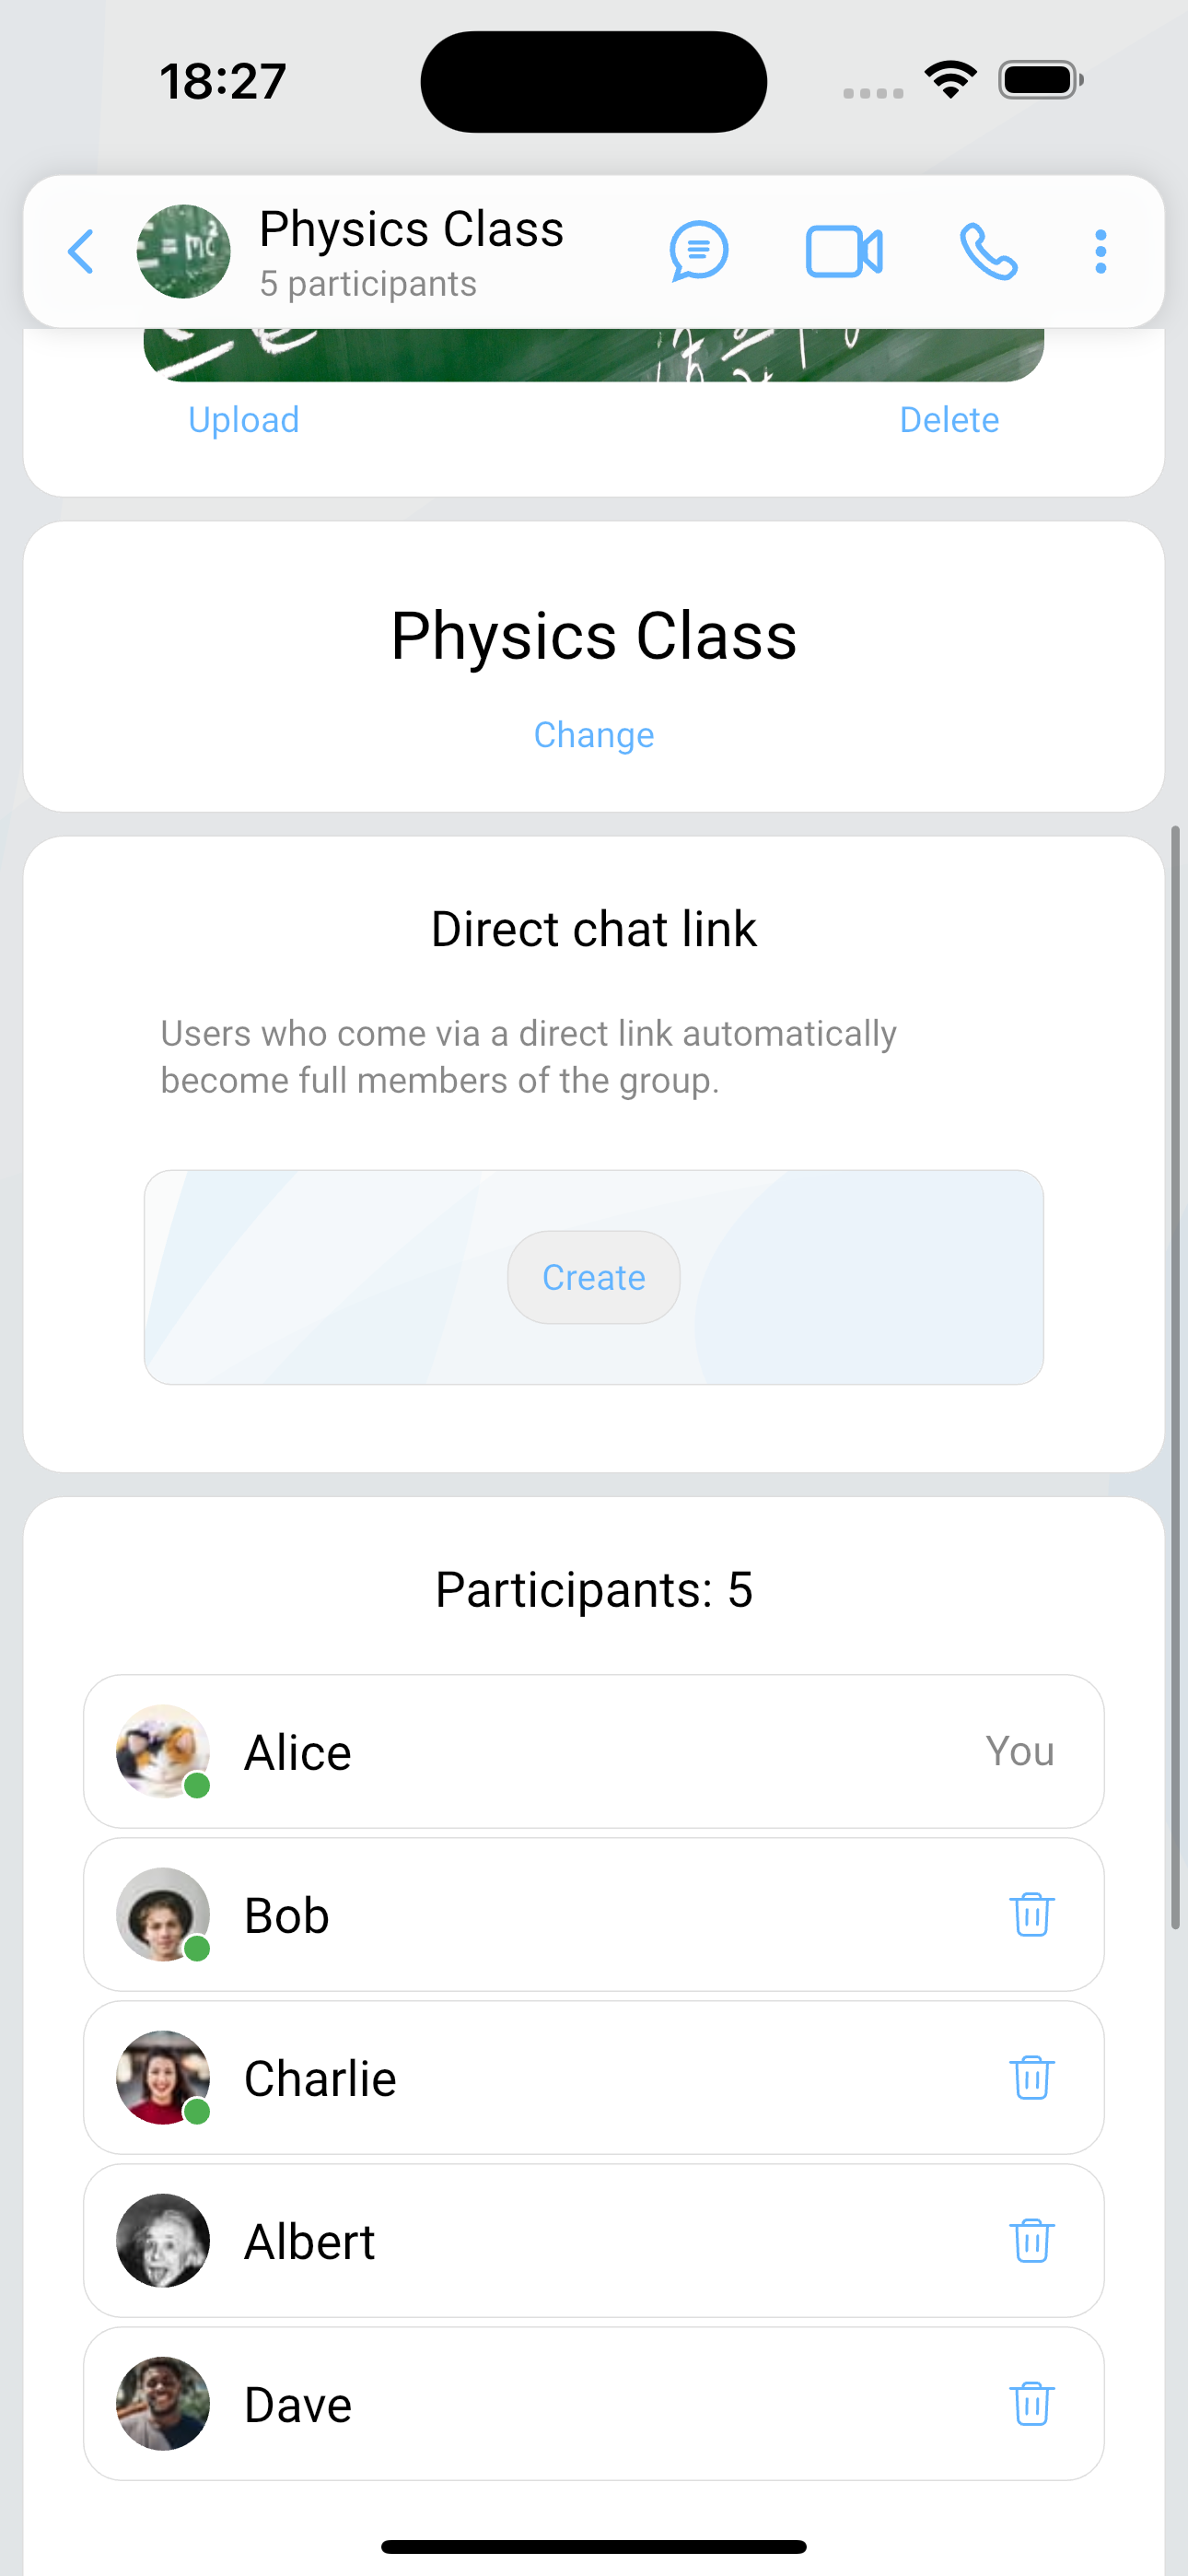 18:27
Physics Class
5 participants
Upload
Delete
Physics Class
Change
Direct chat link
Users who come via a direct link automatically
become full members of the group.
Create
Participants: 5
Alice
You
Bob
Charlie
Albert
Dave